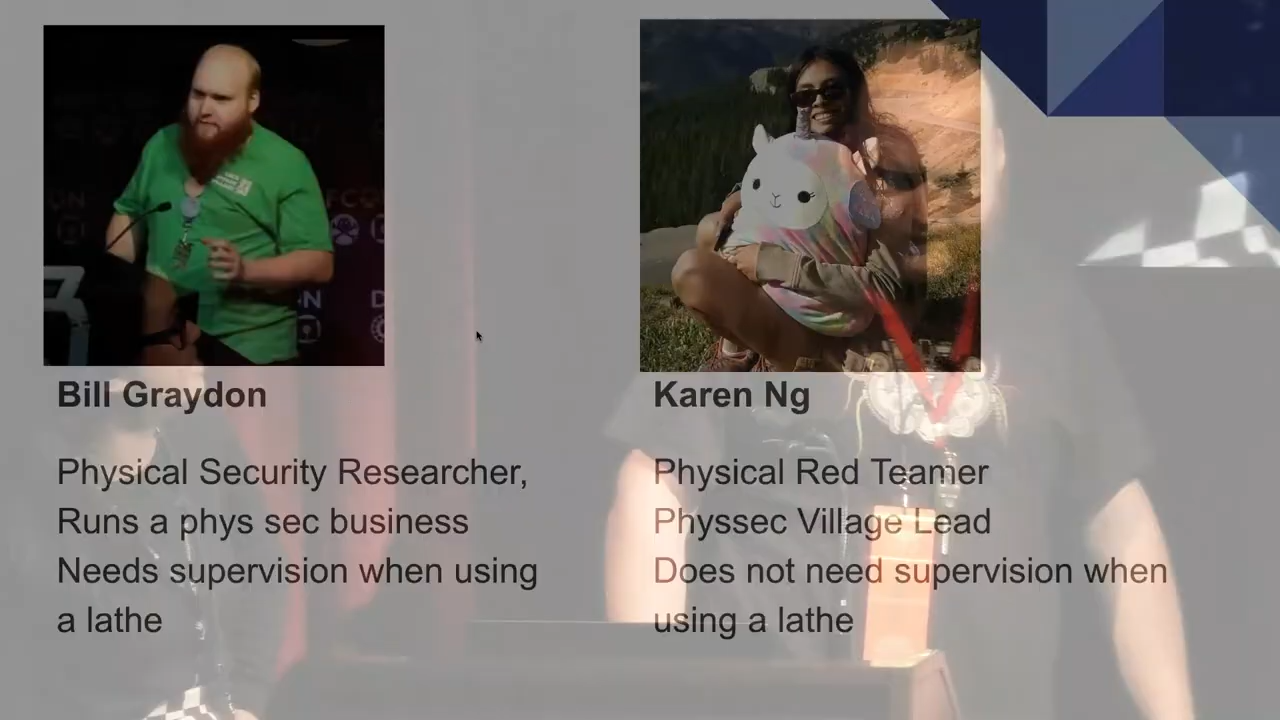 Bill Graydon
Physical Security Researcher,
Runs a phys sec business
Needs supervision when using
a lathe
Karen Ng
Physical Red Teamer
Physsec Village Lead
Does not need supervision when
using a lathe